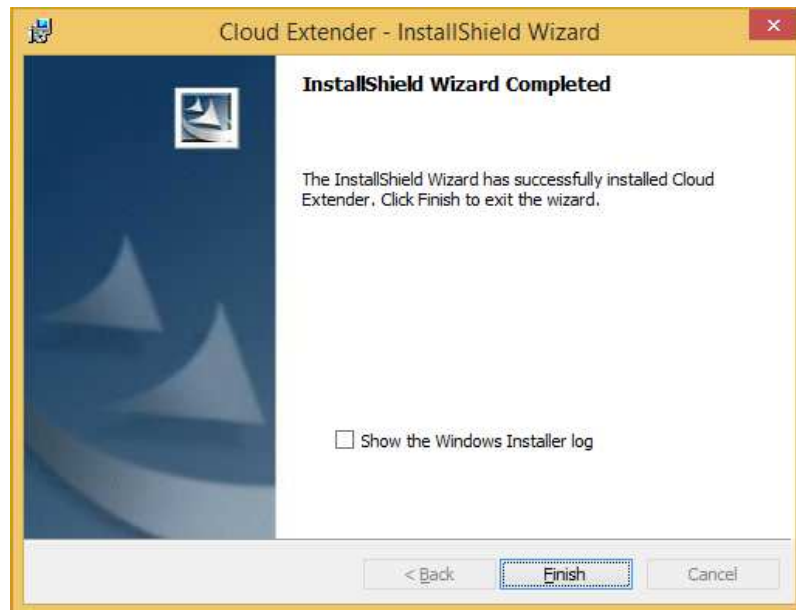 Cloud Extender - InstallShield Wizard
InstallShield Wizard Completed
The InstallShield Wizard has successfully installed Cloud
Extender. Click Finish to exit the wizard.
Show the Windows Installer log
< Back Finish Cancel